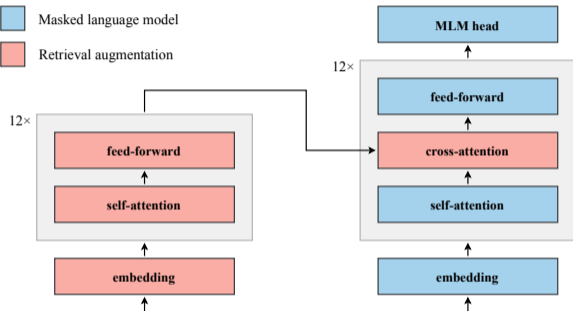 Masked language model
Retrieval augmentation
12×
feed-forward
self-attention
embedding
MLM head
12×
feed-forward
cross-attention
self-attention
embedding